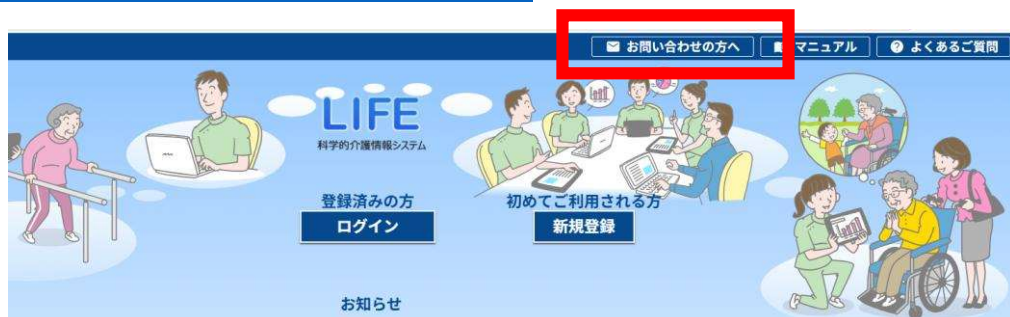 お問い合わせの方へ
マニュアル
よくあるご質問
LIFE
科学的介護情報システム
登録済みの方
初めてご利用される方
ログイン
新規登録
お知らせ